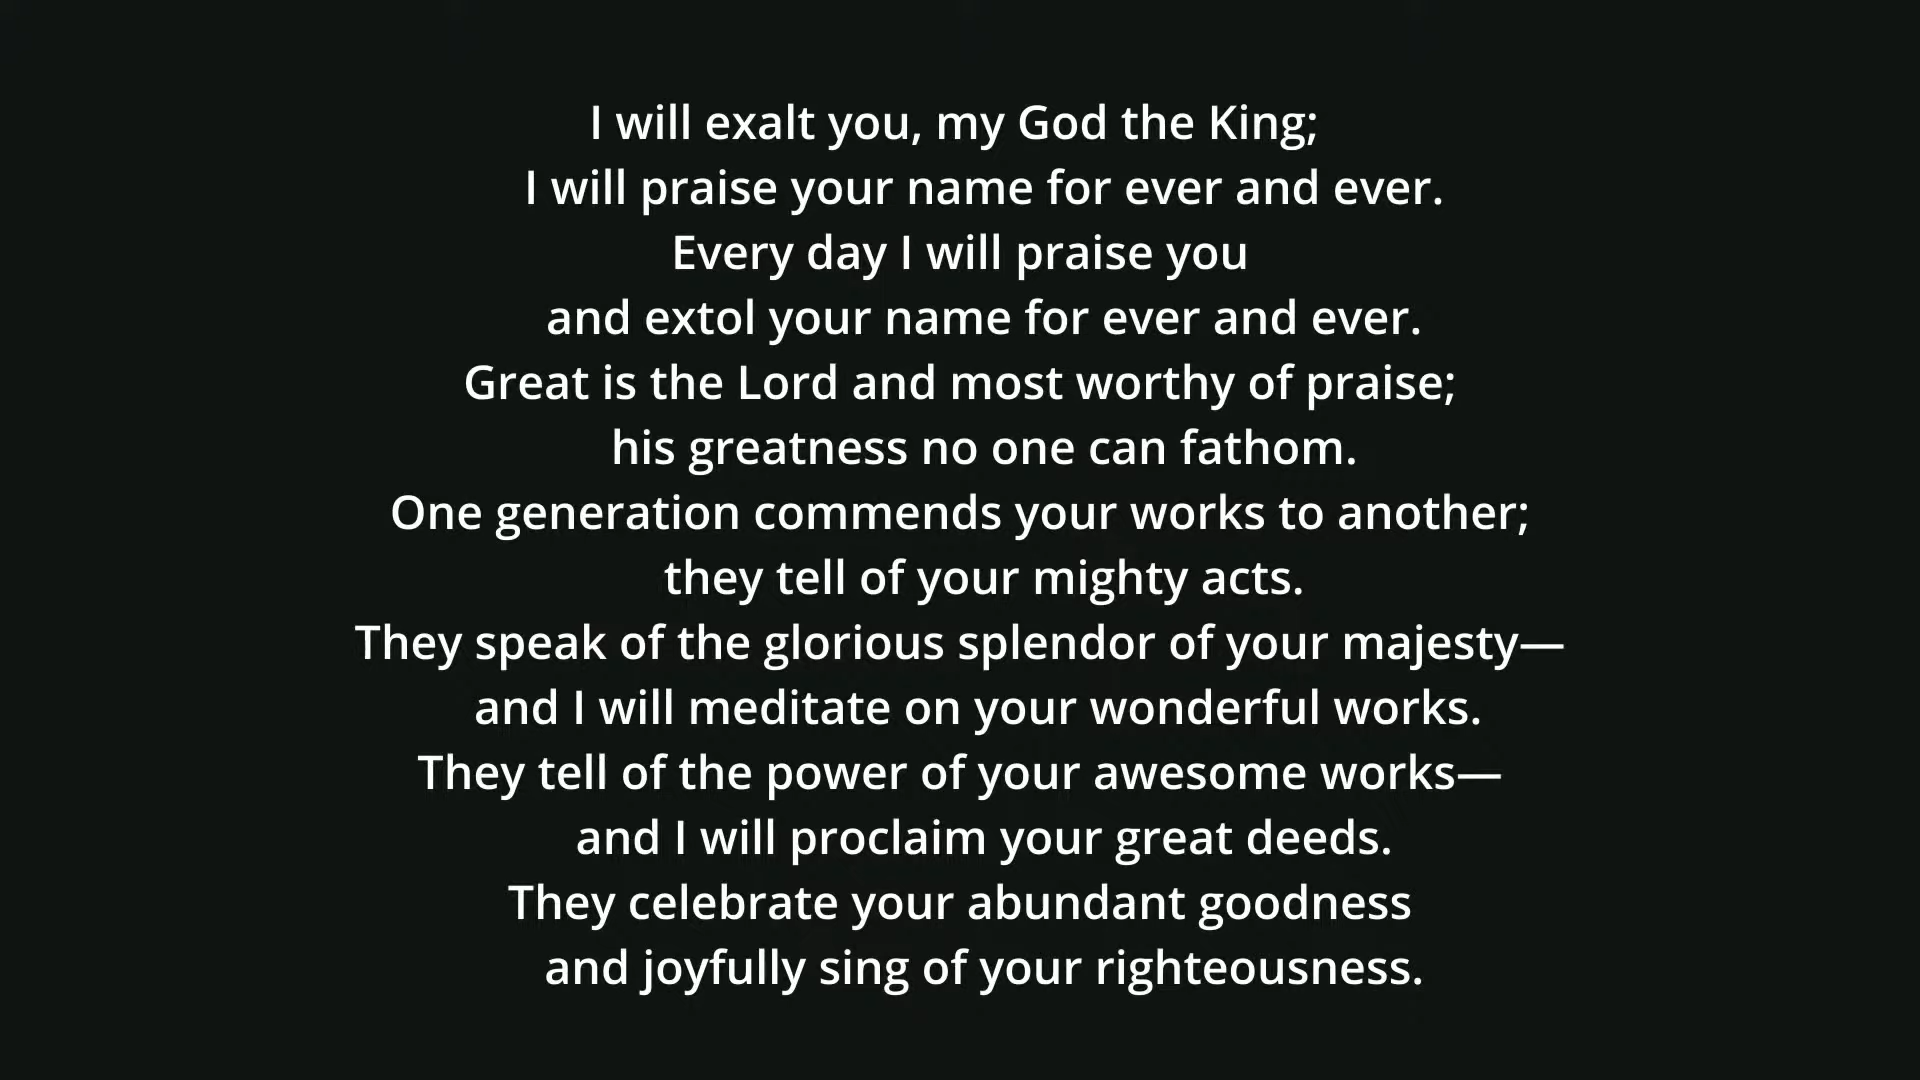 I will exalt you, my God the King;
I will praise your name for ever and ever.
Every day I will praise you
and extol your name for ever and ever.
Great is the Lord and most worthy of praise;
his greatness no one can fathom.
One generation commends your works to another;
they tell of your mighty acts.
They speak of the glorious splendor of your majesty—
and I will meditate on your wonderful works.
They tell of the power of your awesome works—
and I will proclaim your great deeds.
They celebrate your abundant goodness
and joyfully sing of your righteousness.